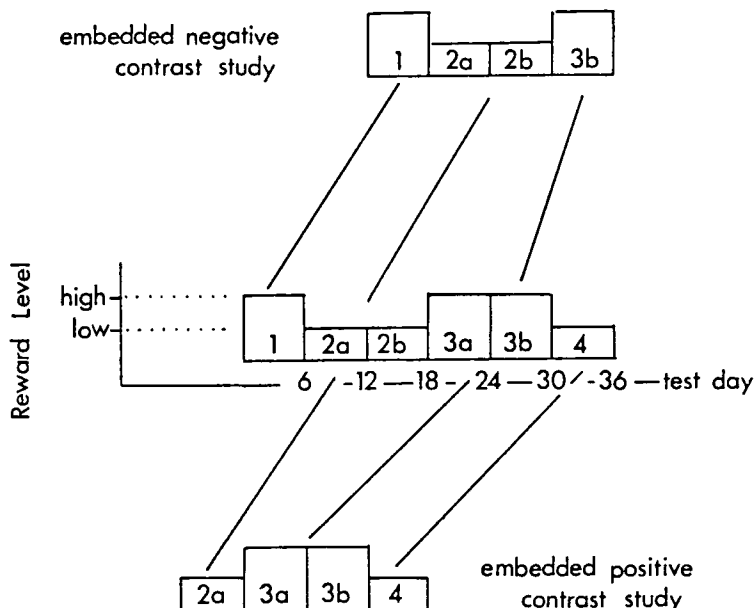 embedded negative
contrast study
1 2a 2b 3b
Reward Level
high
low
1 2a 2b 3a 3b 4
6 -12 —18 - 24 —30 -36 — test day
2a 3a 3b 4
embedded positive
contrast study